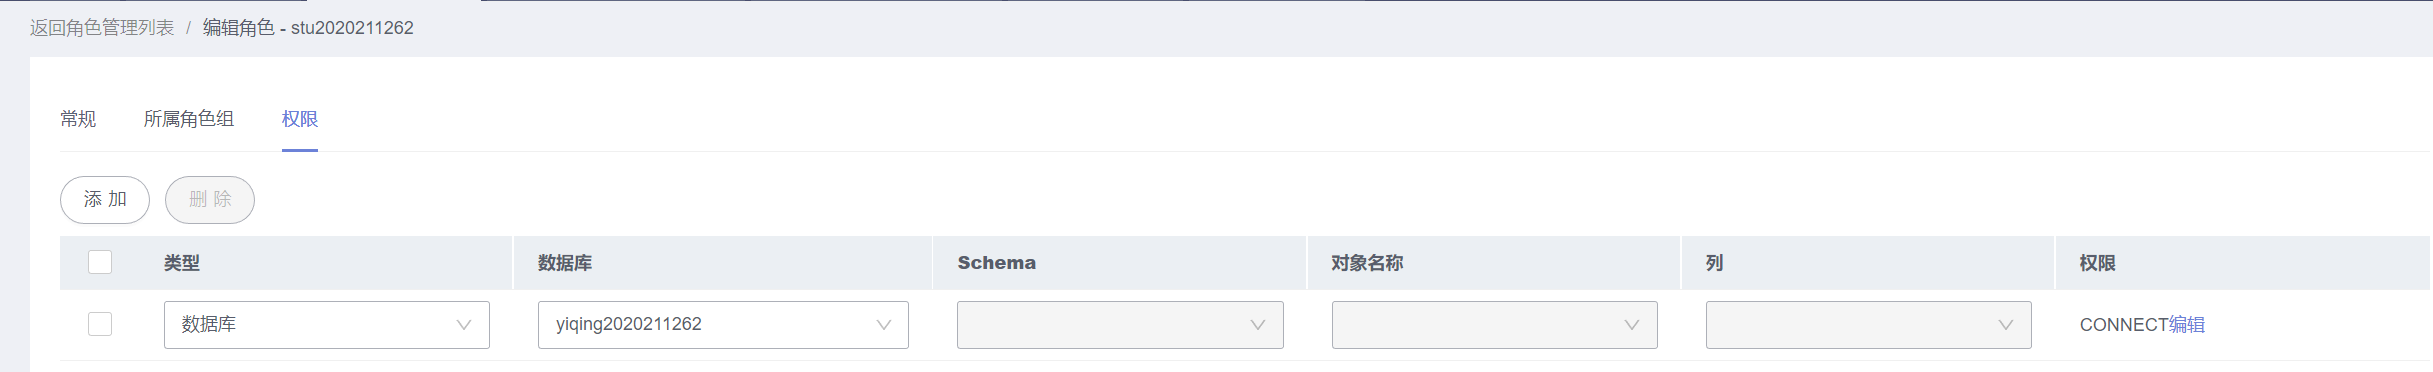 返回角色管理列表 / 编辑角色 - stu2020211262
常规 所属角色组 权限
添 加 删 除
类型 数据库 Schema 对象名称 列 权限
数据库 yiqing2020211262 CONNECT编辑